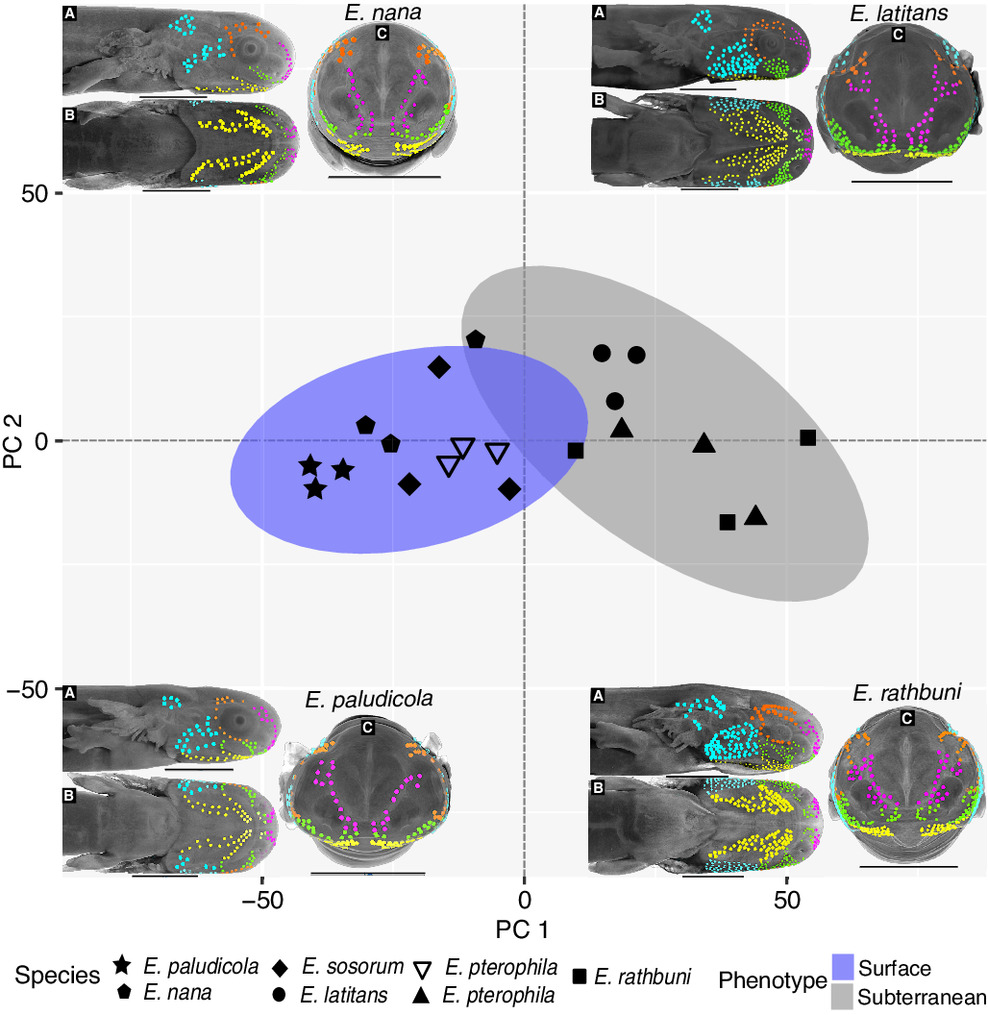 A
E. nana
C
B
A
E. latitans
C
B
50
0
−50
PC 2
A
E. paludicola
C
B
A
E. rathbuni
C
B
−50
0
50
PC 1
Species
E. paludicola
E. sosorum
E. pterophila
E. rathbuni
E. nana
E. latitans
E. pterophila
Phenotype
Surface
Subterranean